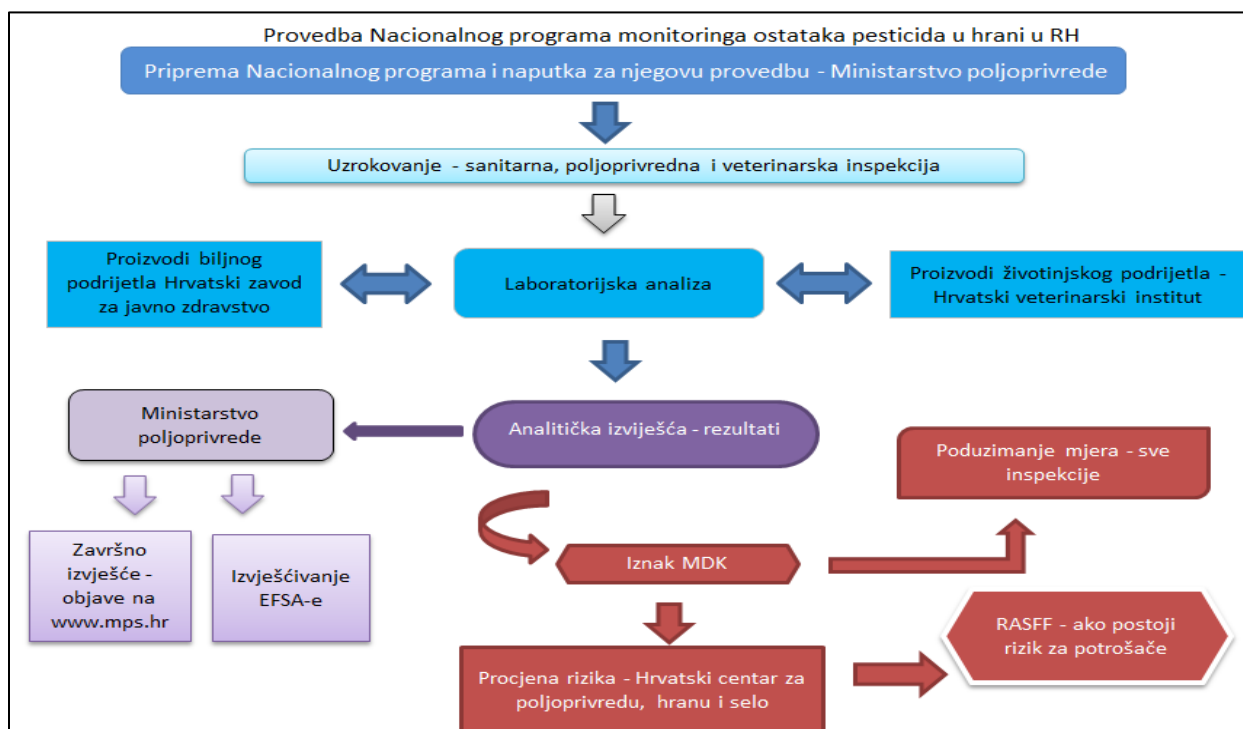 Provedba Nacionalnog programa monitoringa ostataka pesticida u hrani u RH
Priprema Nacionalnog programa i naputka za njegovu provedbu - Ministarstvo poljoprivrede
Uzrokovanje - sanitarna, poljoprivredna i veterinarska inspekcija
Proizvodi biljnog
podrijetla Hrvatski zavod
za javno zdravstvo
Laboratorijska analiza
Proizvodi životinjskog podrijetla -
Hrvatski veterinarski institut
Ministarstvo
poljoprivrede
Analitička izviješća - rezultati
Poduzimanje mjera - sve
inspekcije
Završno
izvješće -
objave na
www.mps.hr
Izvješćivanje
EFSA-e
Iznak MDK
RASFF - ako postoji
rizik za potrošače
Procjena rizika - Hrvatski centar za
poljoprivredu, hranu i selo